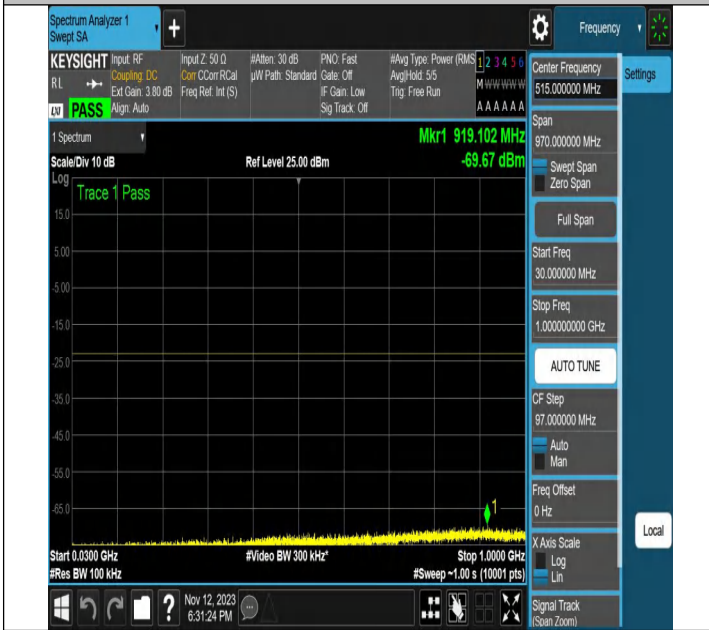 Spectrum Analyzer 1
Swept SA
+
Frequency
KEYSIGHT
RL
LXI
PASS
Input: RF
Coupling: DC
Ext Gain: 3.80 dB
Align: Auto
Input Z: 50 Ω
Corr CCorr RCal
Freq Ref: Int (S)
#Atten: 30 dB
µW Path: Standard
PNO: Fast
Gate: Off
IF Gain: Low
Sig Track: Off
#Avg Type: Power (RMS
Avg|Hold: 5/5
Trig: Free Run
1 2 3 4 5 6
M W W W W W
A A A A A A
1 Spectrum
Scale/Div 10 dB
Log
Ref Level 25.00 dBm
Mkr1 919.102 MHz
-69.67 dBm
Trace 1 Pass
15.0
5.00
-5.00
-15.0
-25.0
-35.0
-45.0
-55.0
-65.0
1
Start 0.0300 GHz
#Res BW 100 kHz
#Video BW 300 kHz*
Stop 1.0000 GHz
#Sweep ~1.00 s (10001 pts)
Center Frequency
515.000000 MHz
Settings
Span
970.000000 MHz
Swept Span
Zero Span
Full Span
Start Freq
30.000000 MHz
Stop Freq
1.000000000 GHz
AUTO TUNE
CF Step
97.000000 MHz
Auto
Man
Freq Offset
0 Hz
X Axis Scale
Log
Lin
Local
Signal Track
(Span Zoom)
?
Nov 12, 2023
6:31:24 PM